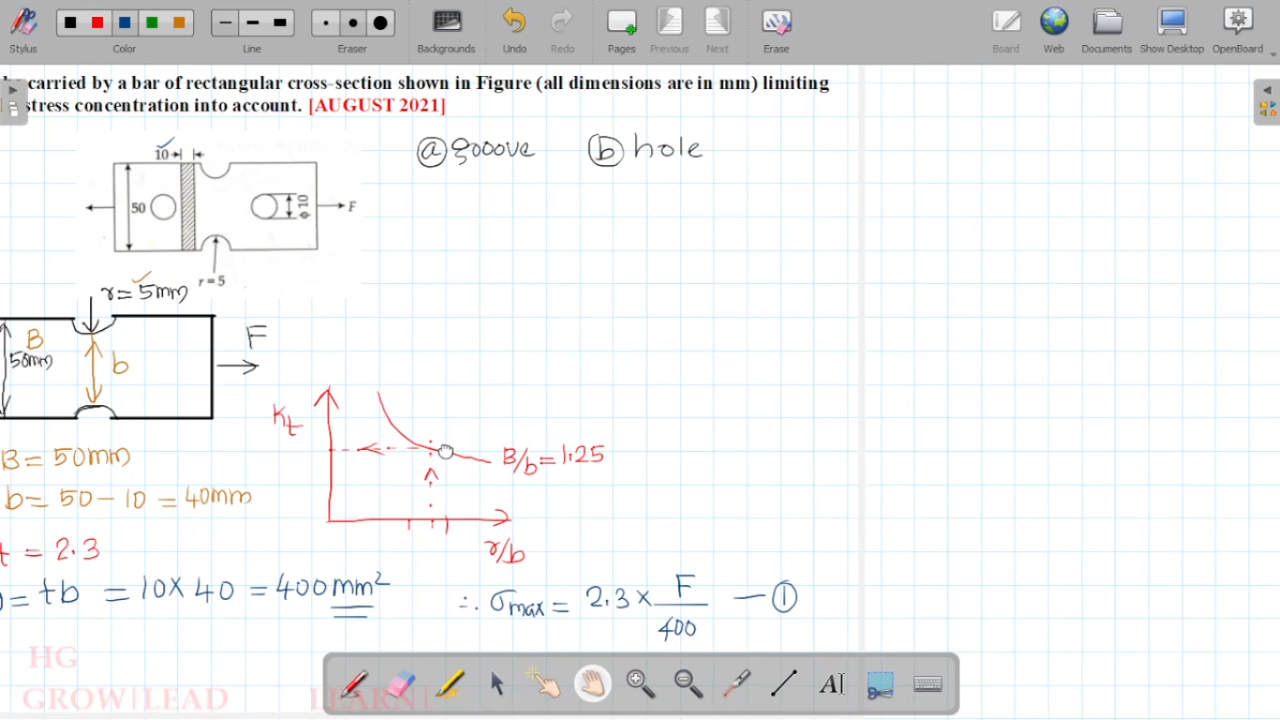 Stylus
Color
Line
Eraser
Backgrounds
Undo
Redo
Pages
Previous
Next
Erase
Board
Web
Documents
Show Desktop
OpenBoard
carried by a bar of rectangular cross-section shown in Figure (all dimensions are in mm) limiting
stress concentration into account. [AUGUST 2021]
10
50
φ 10
F
r = 5
ⓐ groove ⓑ hole
r = 5mm
B
50mm
b
F
B = 50mm
b = 50 - 10 = 40mm
Kt
B/b = 1.25
r/b
t = 2.3
= tb = 10 × 40 = 400mm²
∴ σmax = 2.3 × F/400 — ①
HG
GROW|LEAD LEARN|
AI